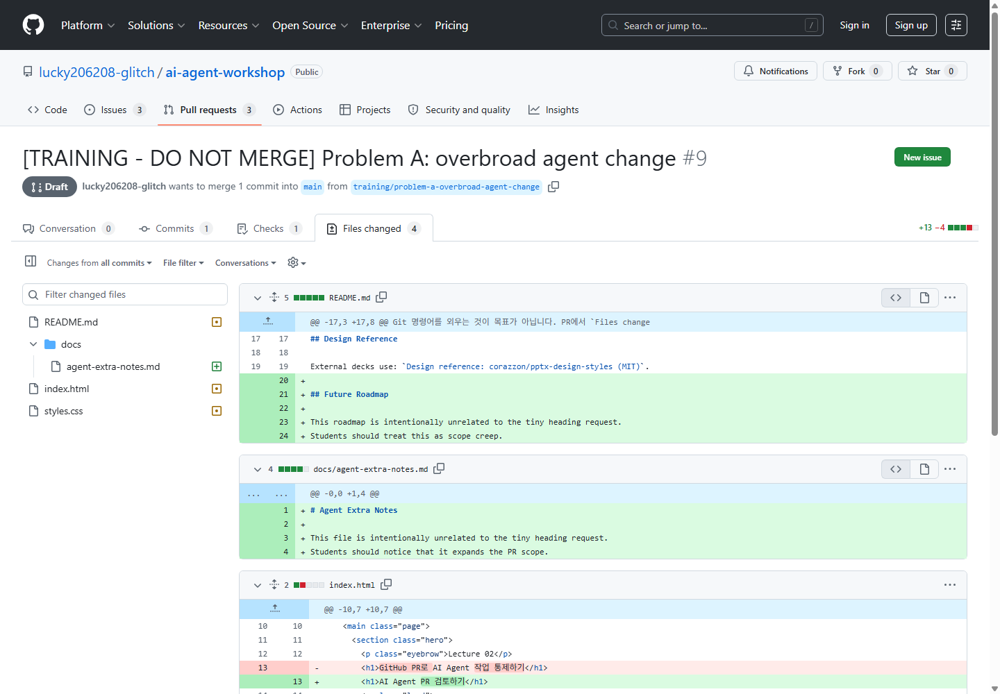 Platform Solutions Resources Open Source Enterprise Pricing Search or jump to... / Sign in Sign up
lucky206208-glitch / ai-agent-workshop Public Notifications Fork 0 Star 0
Code Issues 3 Pull requests 3 Actions Projects Security and quality Insights
[TRAINING - DO NOT MERGE] Problem A: overbroad agent change #9 New issue
Draft lucky206208-glitch wants to merge 1 commit into main from training/problem-a-overbroad-agent-change
Conversation 0 Commits 1 Checks 1 Files changed 4 +13 −4
Changes from all commits File filter Conversations
Filter changed files
README.md
docs
agent-extra-notes.md
index.html
styles.css
5 README.md
@@ -17,3 +17,8 @@ Git 명령어를 외우는 것이 목표가 아닙니다. PR에서 `Files change
17 17 ## Design Reference
18 18
19 19 External decks use: `Design reference: corazzon/pptx-design-styles (MIT)`.
20 +
21 + ## Future Roadmap
22 +
23 + This roadmap is intentionally unrelated to the tiny heading request.
24 + Students should treat this as scope creep.
4 docs/agent-extra-notes.md
... ... @@ -0,0 +1,4 @@
1 + # Agent Extra Notes
2 +
3 + This file is intentionally unrelated to the tiny heading request.
4 + Students should notice that it expands the PR scope.
2 index.html
@@ -10,7 +10,7 @@
10 10 <main class="page">
11 11 <section class="hero">
12 12 <p class="eyebrow">Lecture 02</p>
13 - <h1>GitHub PR로 AI Agent 작업 통제하기</h1>
13 + <h1>AI Agent PR 검토하기</h1>